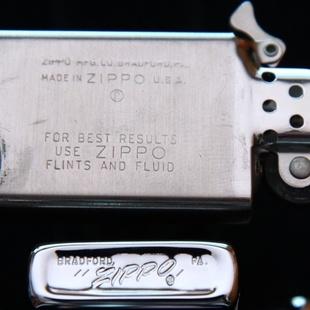 ZIPPO MFG. CO. BRADFORD, PA.
MADE IN ZIPPO U.S.A.
Ⓟ
FOR BEST RESULTS
USE ZIPPO
FLINTS AND FLUID
BRADFORD, PA.
"ZIPPO"